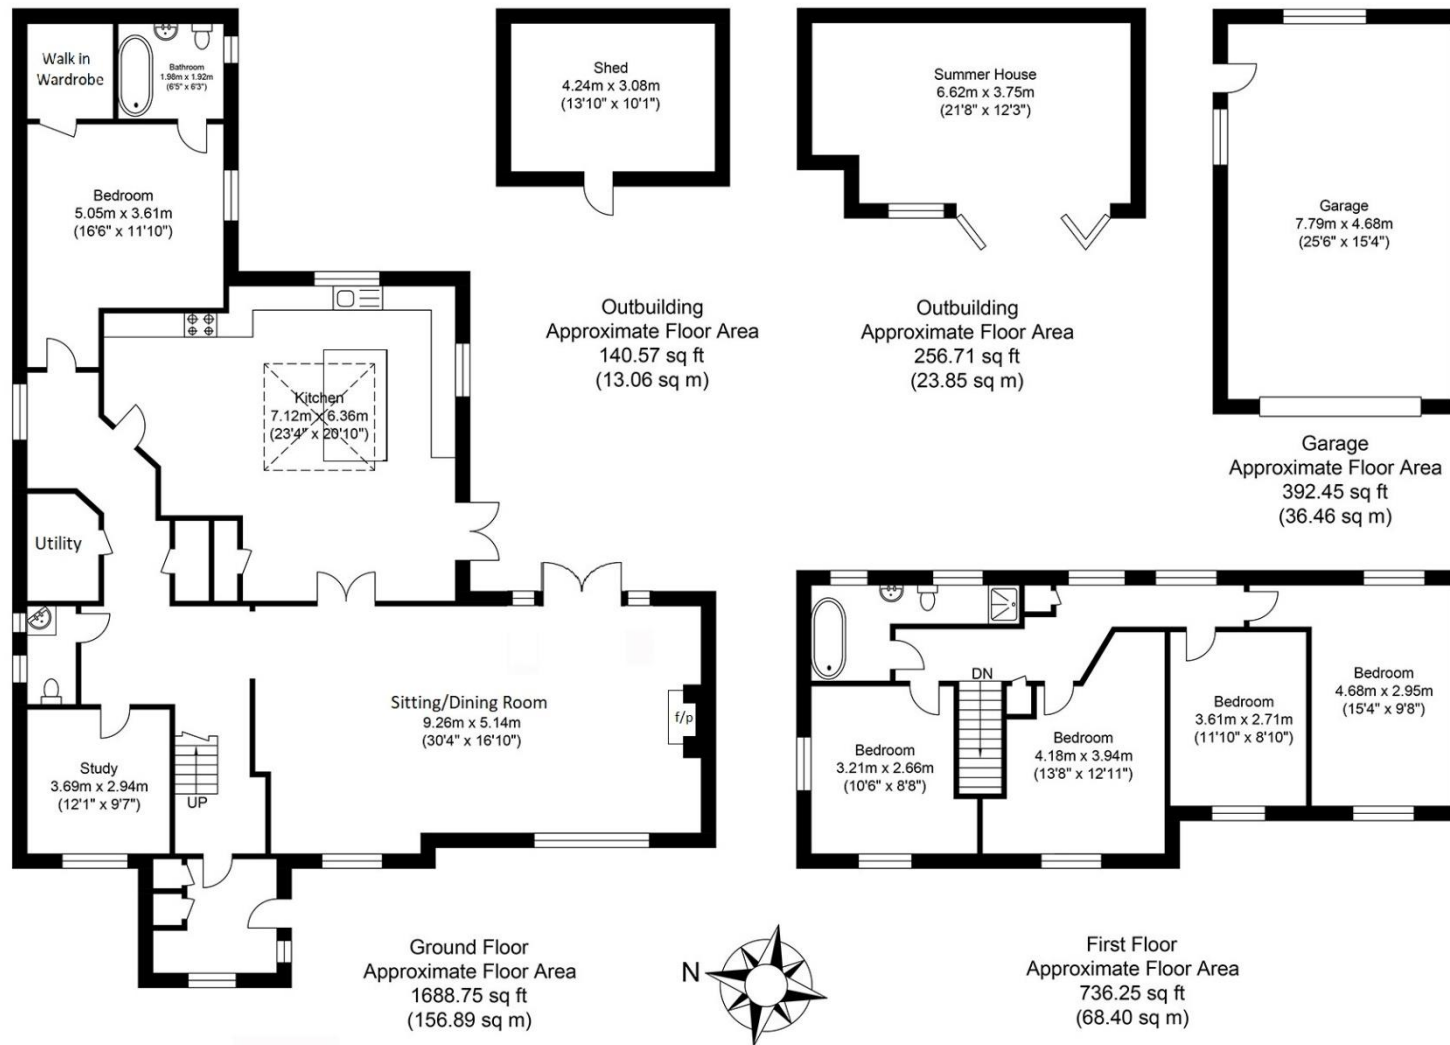 Walk in
Wardrobe
Bathroom
1.98m x 1.92m
(6'5" x 6'3")
Bedroom
5.05m x 3.61m
(16'6" x 11'10")
Kitchen
7.12m x 6.36m
(23'4" x 20'10")
Utility
Sitting/Dining Room
9.26m x 5.14m
(30'4" x 16'10")
f/p
Study
3.69m x 2.94m
(12'1" x 9'7")
UP
Ground Floor
Approximate Floor Area
1688.75 sq ft
(156.89 sq m)
Shed
4.24m x 3.08m
(13'10" x 10'1")
Outbuilding
Approximate Floor Area
140.57 sq ft
(13.06 sq m)
Summer House
6.62m x 3.75m
(21'8" x 12'3")
Outbuilding
Approximate Floor Area
256.71 sq ft
(23.85 sq m)
Garage
7.79m x 4.68m
(25'6" x 15'4")
Garage
Approximate Floor Area
392.45 sq ft
(36.46 sq m)
DN
Bedroom
3.21m x 2.66m
(10'6" x 8'8")
Bedroom
4.18m x 3.94m
(13'8" x 12'11")
Bedroom
3.61m x 2.71m
(11'10" x 8'10")
Bedroom
4.68m x 2.95m
(15'4" x 9'8")
First Floor
Approximate Floor Area
736.25 sq ft
(68.40 sq m)
N